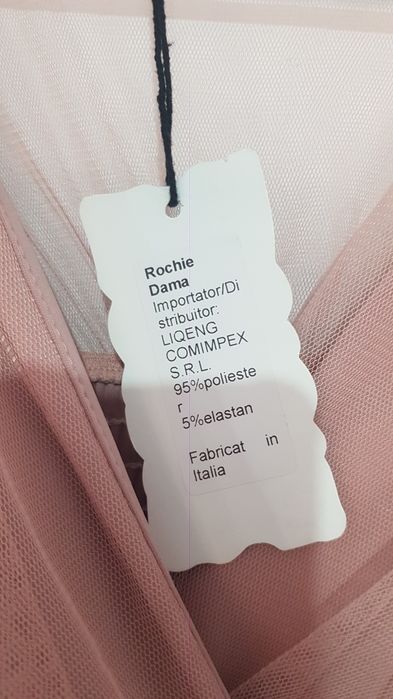 Rochie
Dama
Importator/Di
stribuitor:
LIQENG
COMIMPEX
S.R.L.
95%polieste
r
5%elastan
Fabricat in
Italia